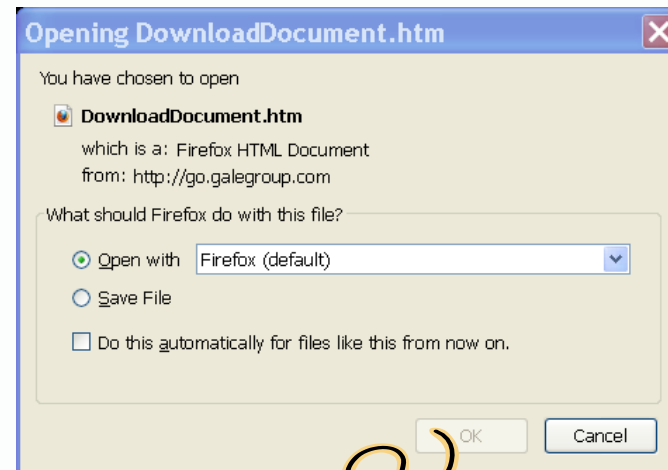 Opening DownloadDocument.htm
You have chosen to open
DownloadDocument.htm
which is a: Firefox HTML Document
from: http://go.galegroup.com
What should Firefox do with this file?
Open with Firefox (default)
Save File
Do this automatically for files like this from now on.
OK Cancel